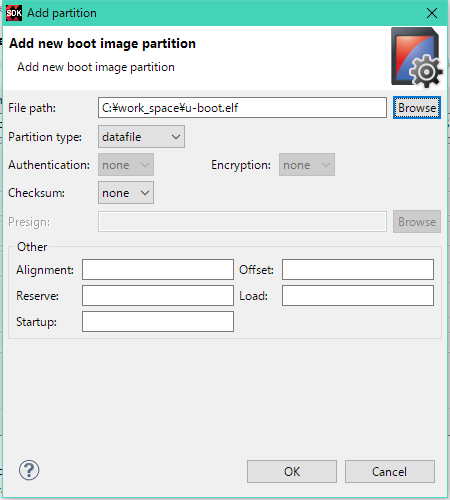 SDK Add partition
Add new boot image partition
Add new boot image partition
File path: C:¥work_space¥u-boot.elf Browse
Partition type: datafile
Authentication: none Encryption: none
Checksum: none
Presign: Browse
Other
Alignment: Offset:
Reserve: Load:
Startup:
? OK Cancel